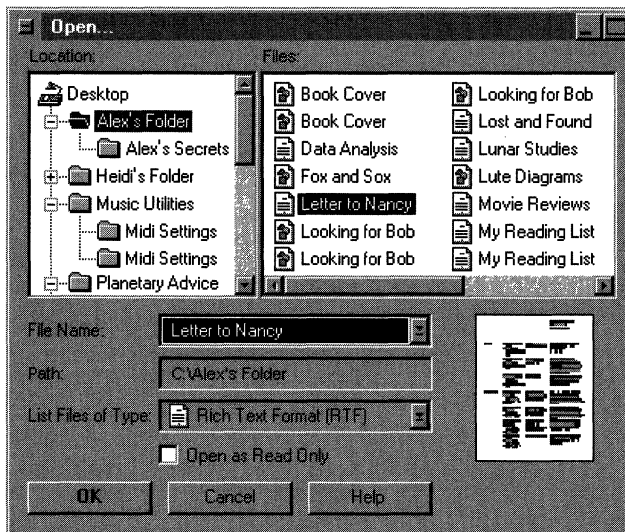 Open...
Location:
Files:
Desktop
Alex's Folder
Alex's Secrets
Heidi's Folder
Music Utilities
Midi Settings
Midi Settings
Planetary Advice
Book Cover
Book Cover
Data Analysis
Fox and Sox
Letter to Nancy
Looking for Bob
Looking for Bob
Looking for Bob
Lost and Found
Lunar Studies
Lute Diagrams
Movie Reviews
My Reading List
My Reading List
File Name: Letter to Nancy
Path: C:\Alex's Folder
List Files of Type: Rich Text Format (RTF)
Open as Read Only
OK Cancel Help